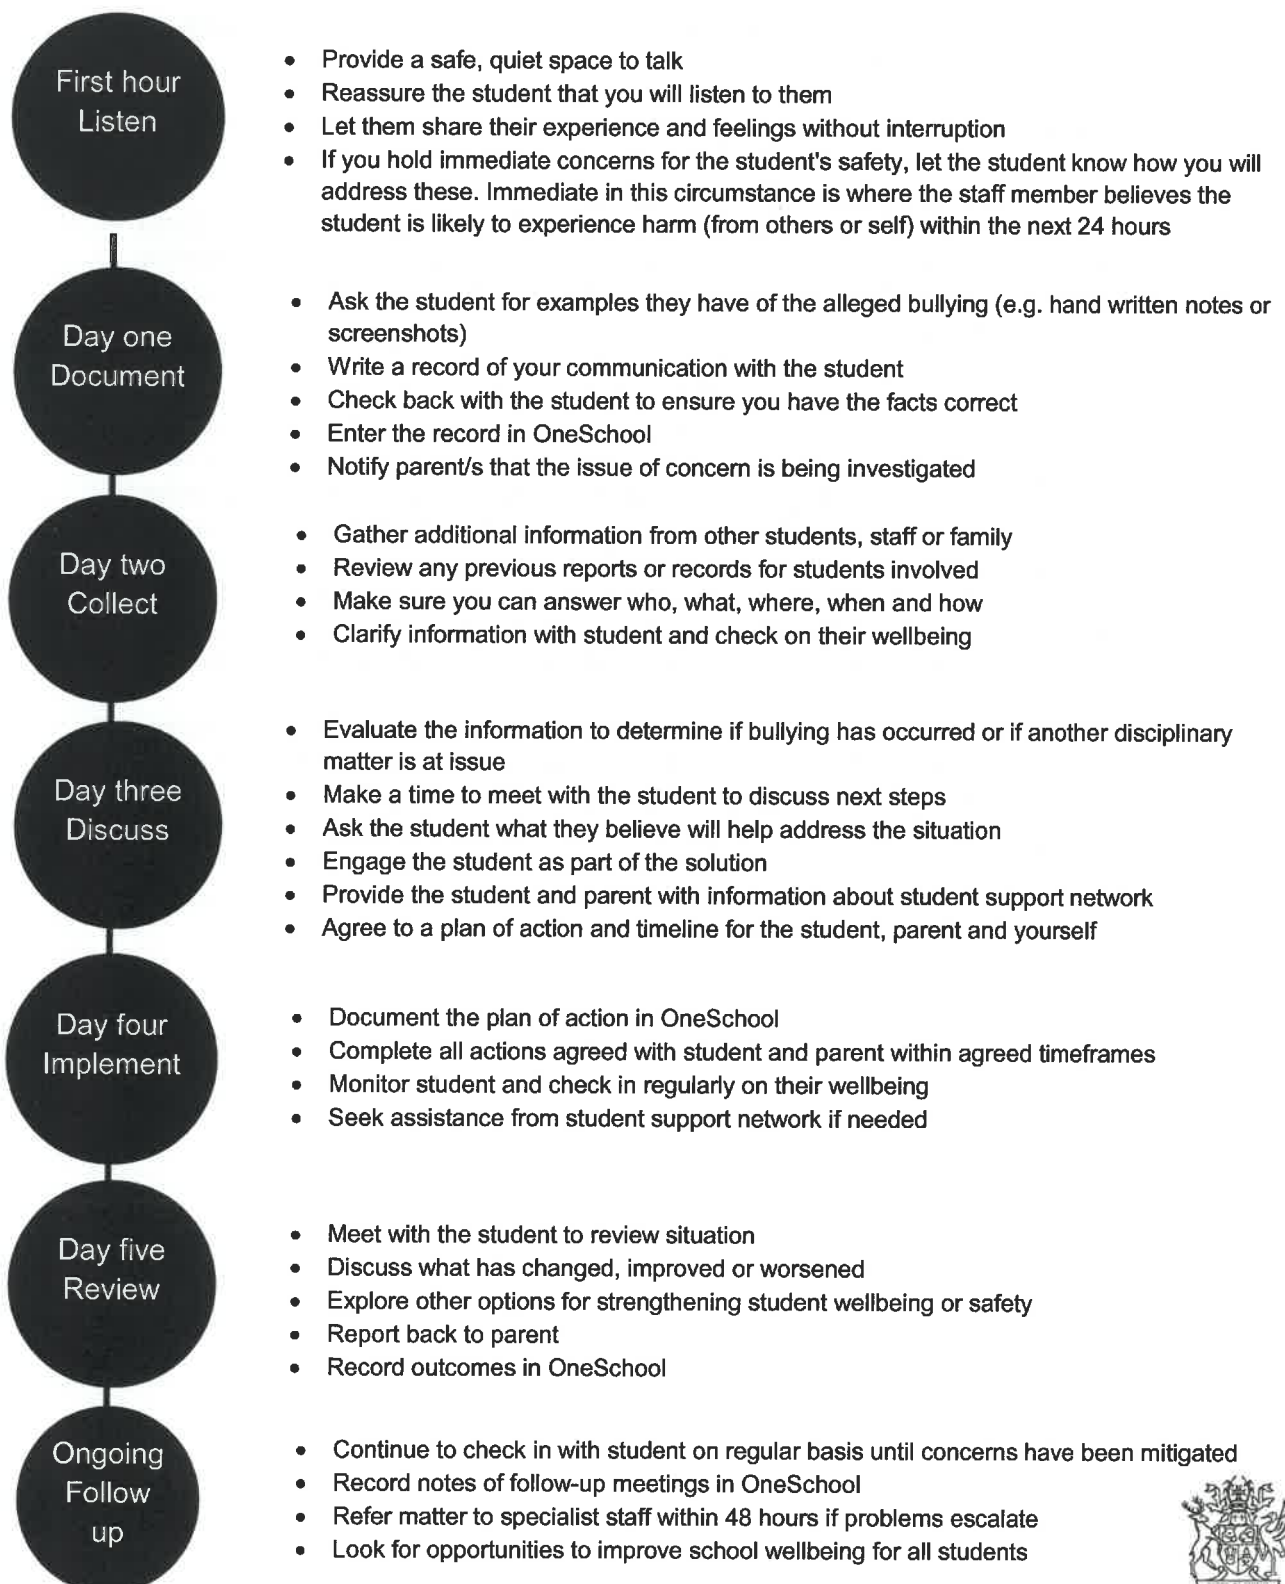 First hour
Listen
• Provide a safe, quiet space to talk
• Reassure the student that you will listen to them
• Let them share their experience and feelings without interruption
• If you hold immediate concerns for the student's safety, let the student know how you will
address these. Immediate in this circumstance is where the staff member believes the
student is likely to experience harm (from others or self) within the next 24 hours
Day one
Document
• Ask the student for examples they have of the alleged bullying (e.g. hand written notes or
screenshots)
• Write a record of your communication with the student
• Check back with the student to ensure you have the facts correct
• Enter the record in OneSchool
• Notify parent/s that the issue of concern is being investigated
Day two
Collect
• Gather additional information from other students, staff or family
• Review any previous reports or records for students involved
• Make sure you can answer who, what, where, when and how
• Clarify information with student and check on their wellbeing
Day three
Discuss
• Evaluate the information to determine if bullying has occurred or if another disciplinary
matter is at issue
• Make a time to meet with the student to discuss next steps
• Ask the student what they believe will help address the situation
• Engage the student as part of the solution
• Provide the student and parent with information about student support network
• Agree to a plan of action and timeline for the student, parent and yourself
Day four
Implement
• Document the plan of action in OneSchool
• Complete all actions agreed with student and parent within agreed timeframes
• Monitor student and check in regularly on their wellbeing
• Seek assistance from student support network if needed
Day five
Review
• Meet with the student to review situation
• Discuss what has changed, improved or worsened
• Explore other options for strengthening student wellbeing or safety
• Report back to parent
• Record outcomes in OneSchool
Ongoing
Follow
up
• Continue to check in with student on regular basis until concerns have been mitigated
• Record notes of follow-up meetings in OneSchool
• Refer matter to specialist staff within 48 hours if problems escalate
• Look for opportunities to improve school wellbeing for all students